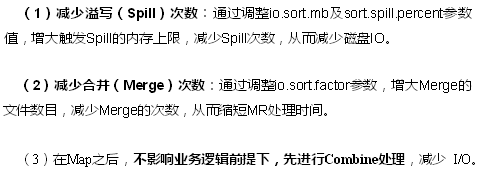 （1）减少溢写（Spill）次数：通过调整io.sort.mb及sort.spill.percent参数
值，增大触发Spill的内存上限，减少Spill次数，从而减少磁盘IO。
（2）减少合并（Merge）次数：通过调整io.sort.factor参数，增大Merge的
文件数目，减少Merge的次数，从而缩短MR处理时间。
（3）在Map之后，不影响业务逻辑前提下，先进行Combine处理，减少 I/O。